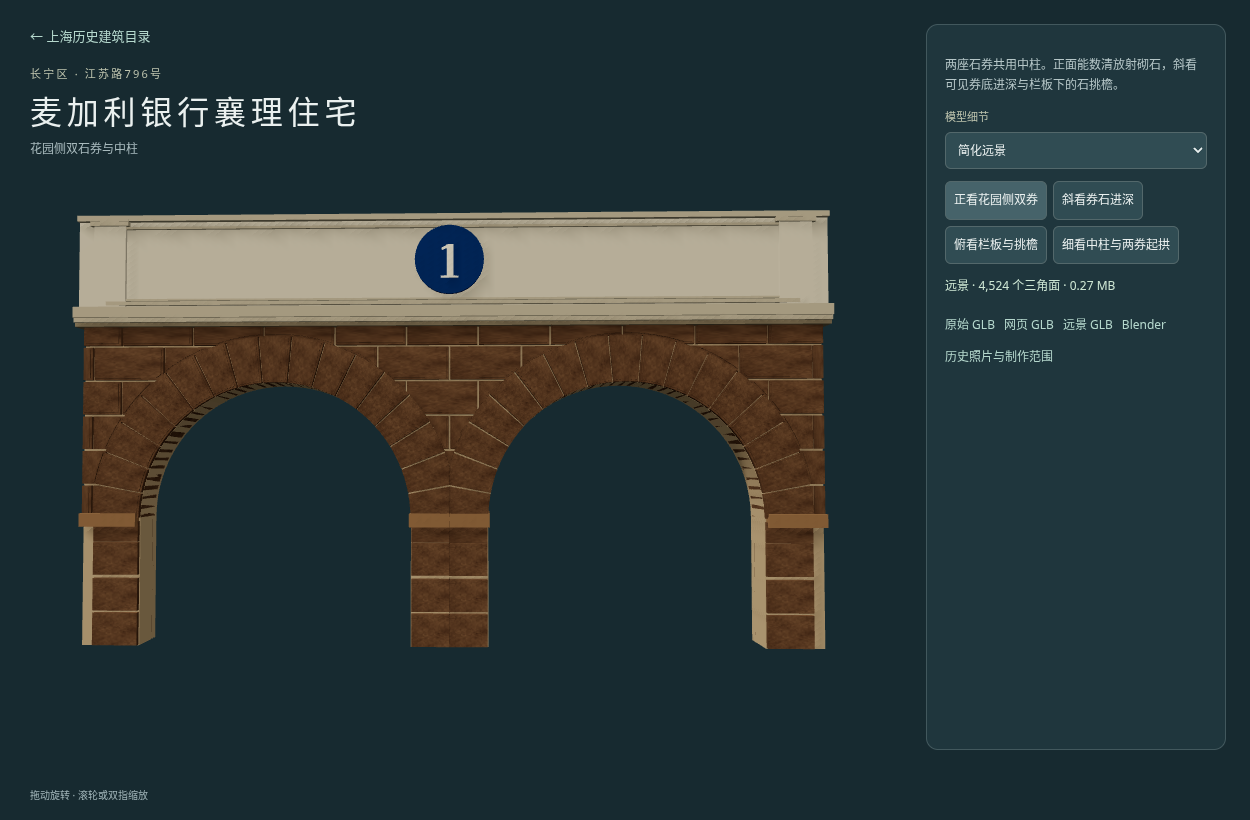 ← 上海历史建筑目录
长宁区 · 江苏路796号
麦加利银行襄理住宅
花园侧双石券与中柱
1
拖动旋转 · 滚轮或双指缩放
两座石券共用中柱。正面能数清放射砌石，斜看
可见券底进深与栏板下的石挑檐。
模型细节
简化远景
正看花园侧双券 斜看券石进深
俯看栏板与挑檐 细看中柱与两券起拱
远景 · 4,524 个三角面 · 0.27 MB
原始 GLB 网页 GLB 远景 GLB Blender
历史照片与制作范围